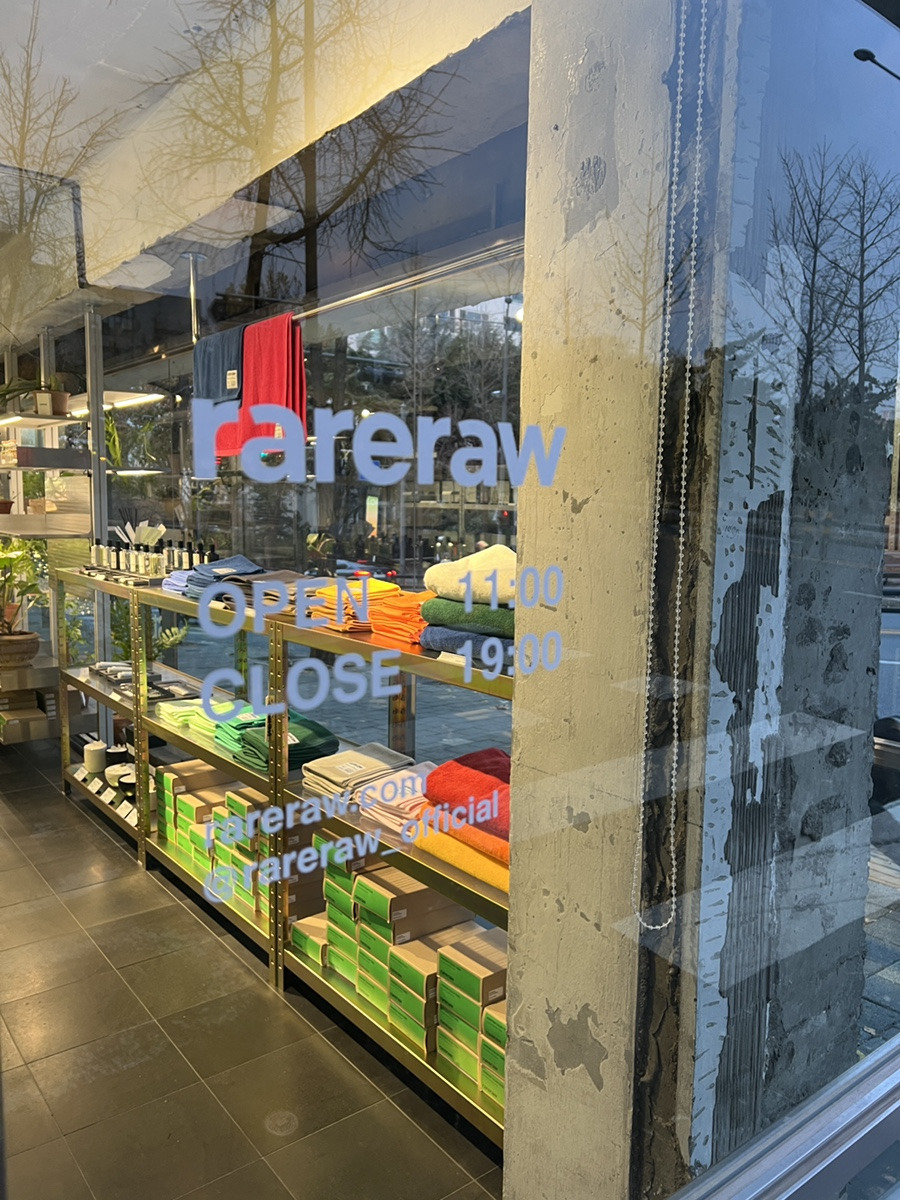 rareraw
OPEN 11:00
CLOSE 19:00
rareraw.com
@rareraw_official